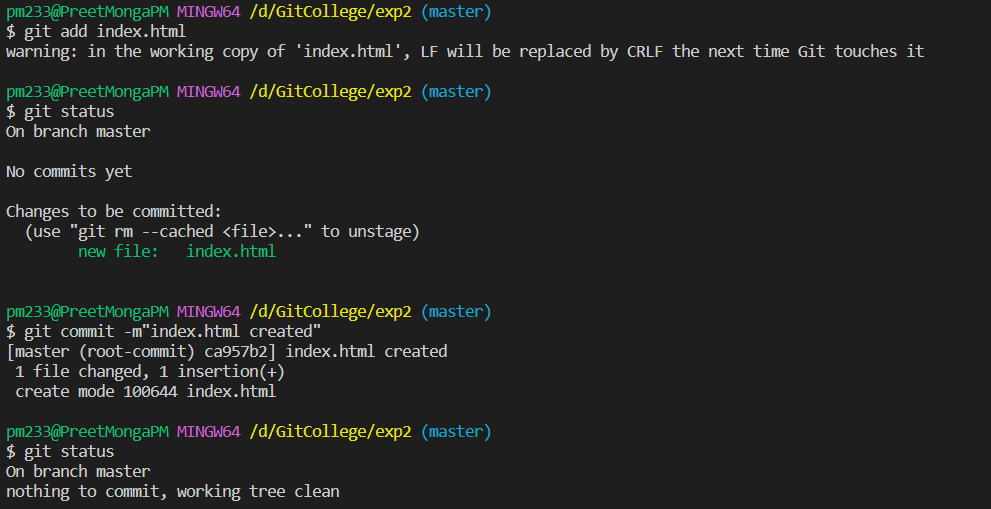 pm233@PreetMongaPM MINGW64 /d/GitCollege/exp2 (master)
$ git add index.html
warning: in the working copy of 'index.html', LF will be replaced by CRLF the next time Git touches it
pm233@PreetMongaPM MINGW64 /d/GitCollege/exp2 (master)
$ git status
On branch master
No commits yet
Changes to be committed:
  (use "git rm --cached <file>..." to unstage)
        new file:   index.html
pm233@PreetMongaPM MINGW64 /d/GitCollege/exp2 (master)
$ git commit -m"index.html created"
[master (root-commit) ca957b2] index.html created
 1 file changed, 1 insertion(+)
 create mode 100644 index.html
pm233@PreetMongaPM MINGW64 /d/GitCollege/exp2 (master)
$ git status
On branch master
nothing to commit, working tree clean